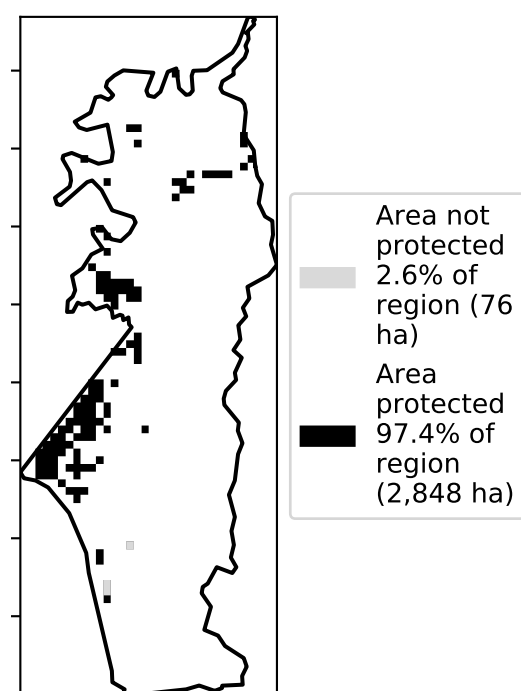 Area not
protected
2.6% of
region (76
ha)
Area
protected
97.4% of
region
(2,848 ha)